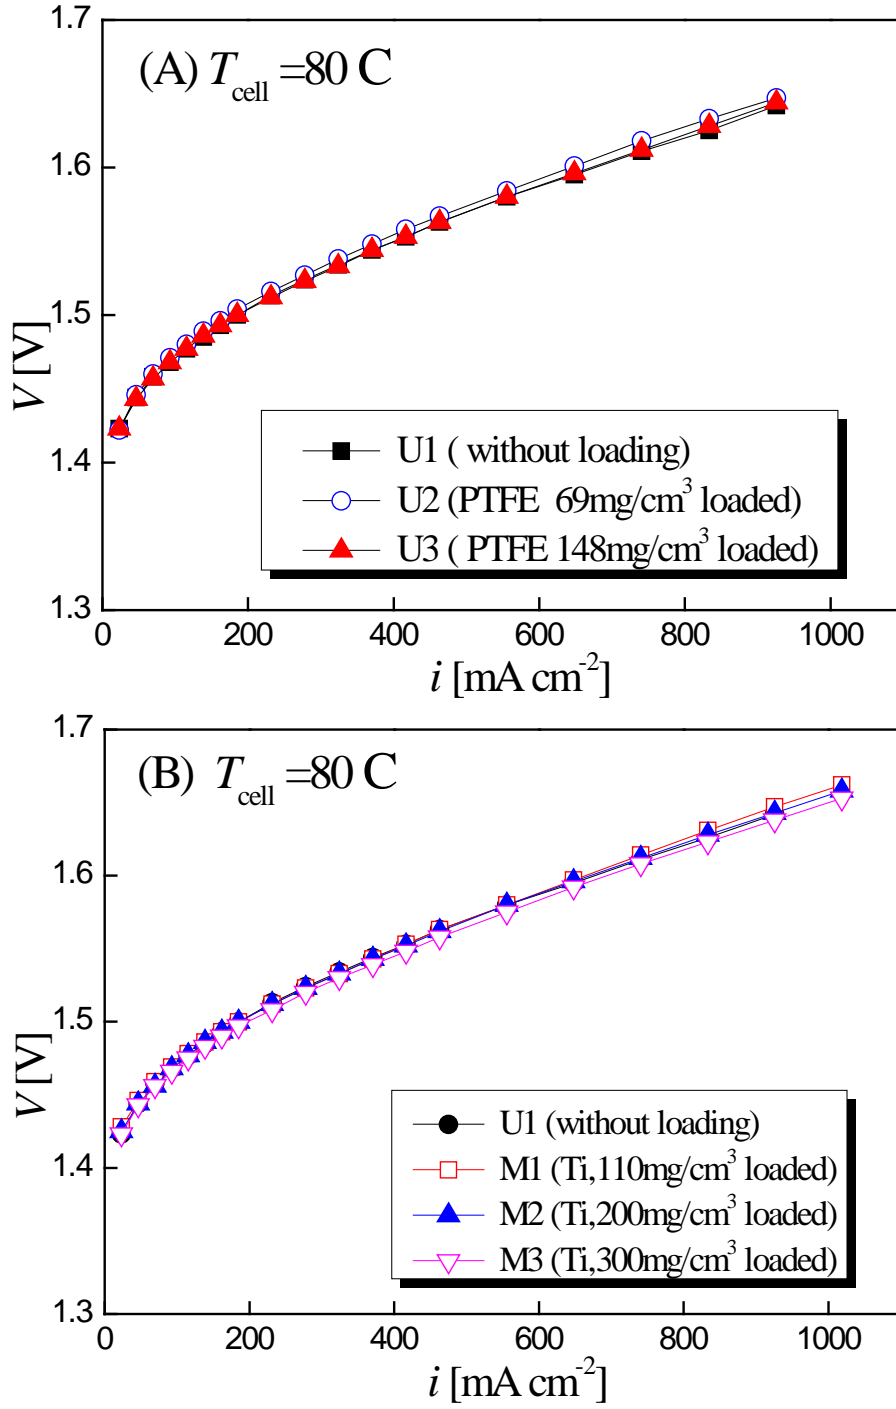 1.7
(A) T_cell =80 C
1.6
1.5
V [V]
U1 ( without loading)
1.4
U2 (PTFE 69mg/cm³ loaded)
U3 ( PTFE 148mg/cm³ loaded)
1.3
0 200 400 600 800 1000
i [mA cm⁻²]
1.7
(B) T_cell =80 C
1.6
1.5
V [V]
U1 (without loading)
1.4
M1 (Ti,110mg/cm³ loaded)
M2 (Ti,200mg/cm³ loaded)
M3 (Ti,300mg/cm³ loaded)
1.3
0 200 400 600 800 1000
i [mA cm⁻²]